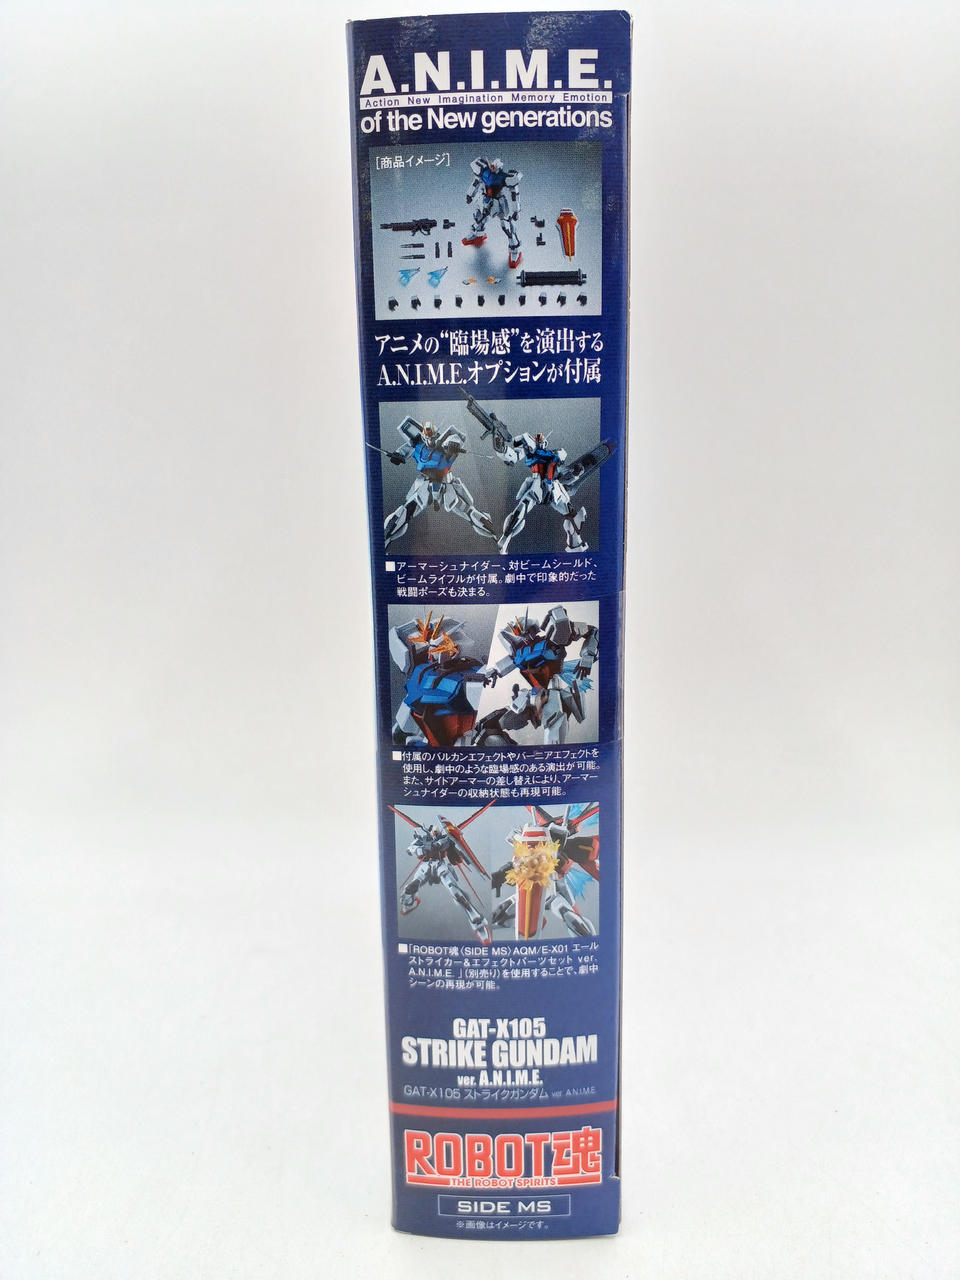 A.N.I.M.E.
Action New Imagination Memory Emotion
of the New generations
[商品イメージ]
アニメの“臨場感”を演出する
A.N.I.M.E.オプションが付属
■アーマーシュナイダー、対ビームシールド、
ビームライフルが付属。劇中で印象的だった
戦闘ポーズも決まる。
■付属のバルカンエフェクトやバーニアエフェクトを
使用し、劇中のような臨場感のある演出が可能。
また、サイドアーマーの差し替えにより、アーマー
シュナイダーの収納状態も再現可能。
■「ROBOT魂〈SIDE MS〉AQM/E-X01 エール
ストライカー&エフェクトパーツセット ver.
A.N.I.M.E.」(別売り)を使用することで、劇中
シーンの再現が可能。
GAT-X105
STRIKE GUNDAM
ver. A.N.I.M.E.
GAT-X105 ストライクガンダム ver. A.N.I.M.E.
ROBOT魂
THE ROBOT SPIRITS
SIDE MS
※画像はイメージです。